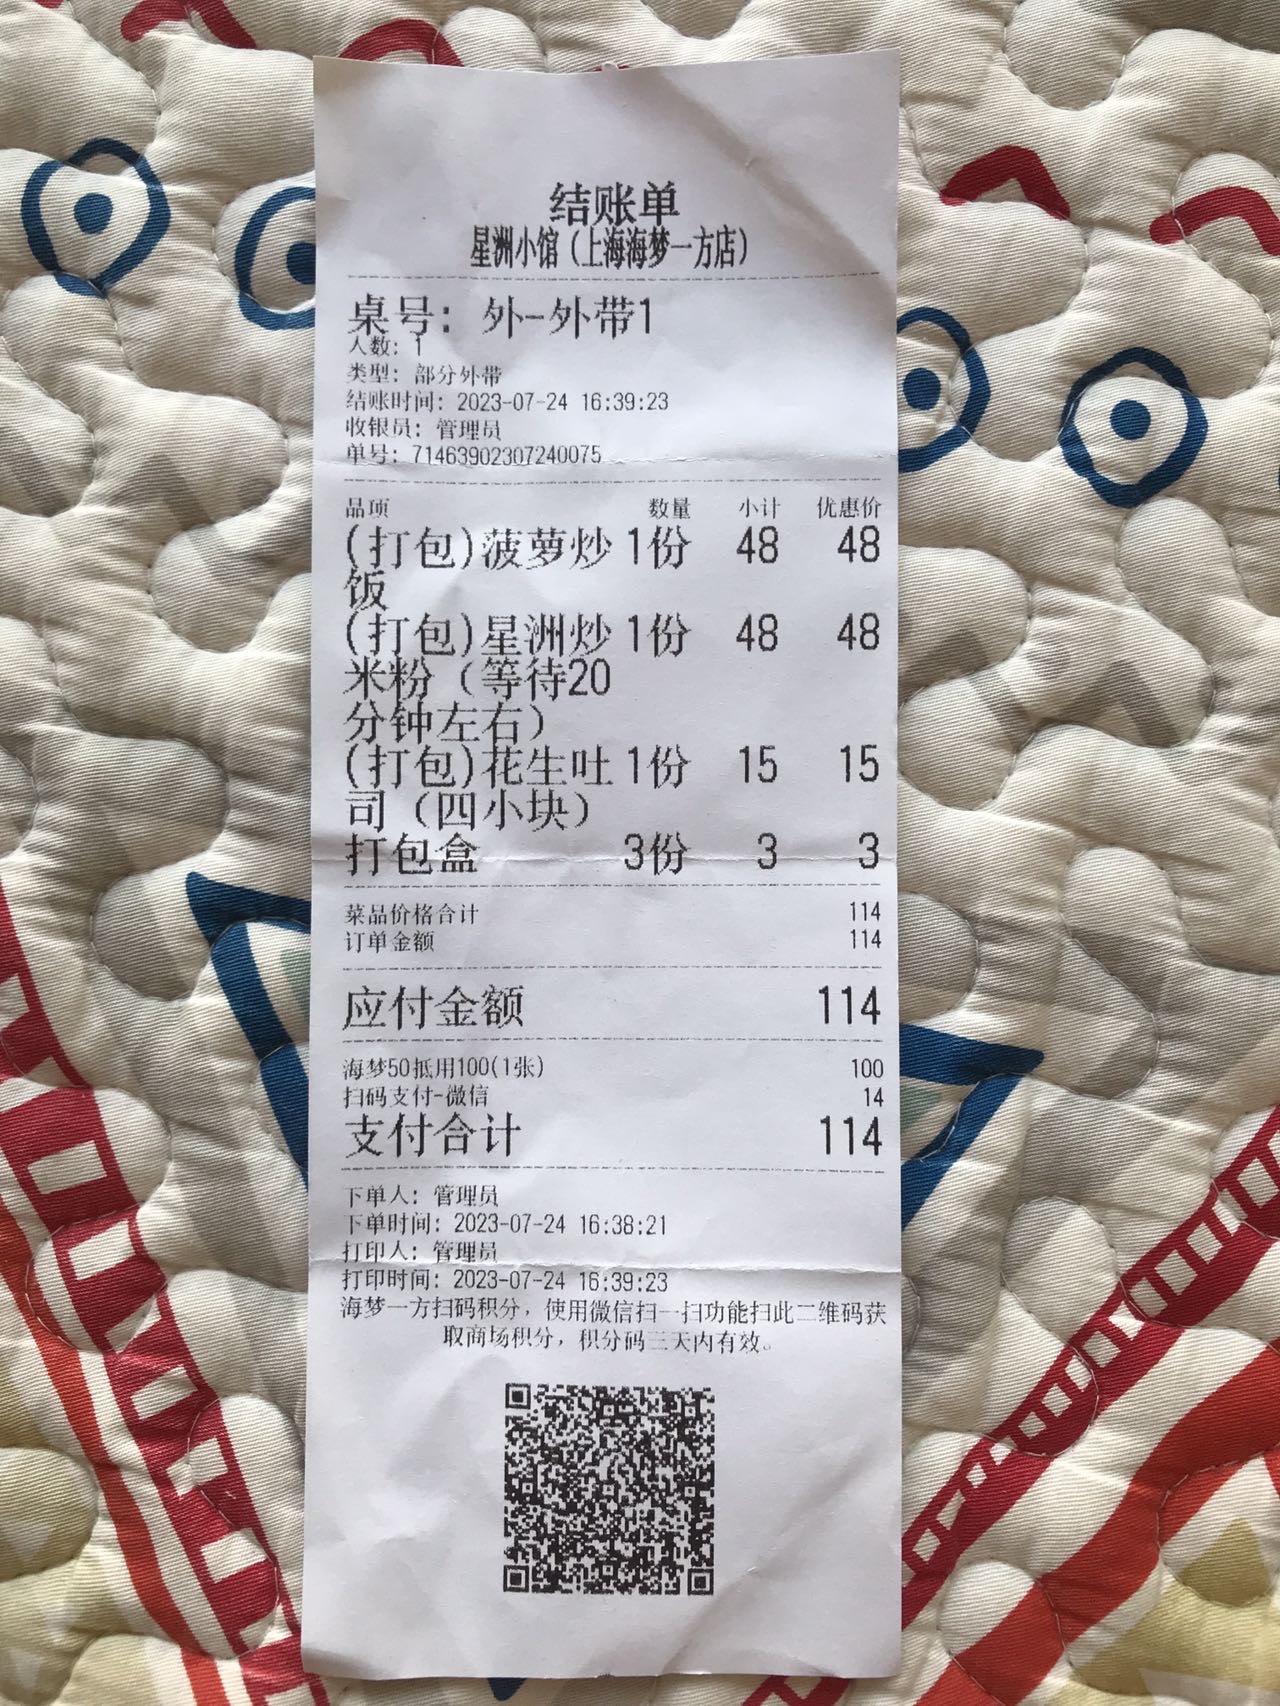 结账单
星洲小馆（上海海梦一方店）
桌号: 外-外带1
人数: 1
类型: 部分外带
结账时间: 2023-07-24 16:39:23
收银员: 管理员
单号: 71463902307240075
品项 数量 小计 优惠价
(打包)菠萝炒 1份 48 48
饭
(打包)星洲炒 1份 48 48
米粉（等待20
分钟左右）
(打包)花生吐 1份 15 15
司（四小块）
打包盒 3份 3 3
菜品价格合计 114
订单金额 114
应付金额 114
海梦50抵用100(1张) 100
扫码支付-微信 14
支付合计 114
下单人: 管理员
下单时间: 2023-07-24 16:38:21
打印人: 管理员
打印时间: 2023-07-24 16:39:23
海梦一方扫码积分，使用微信扫一扫功能扫此二维码获
取商场积分，积分码三天内有效。